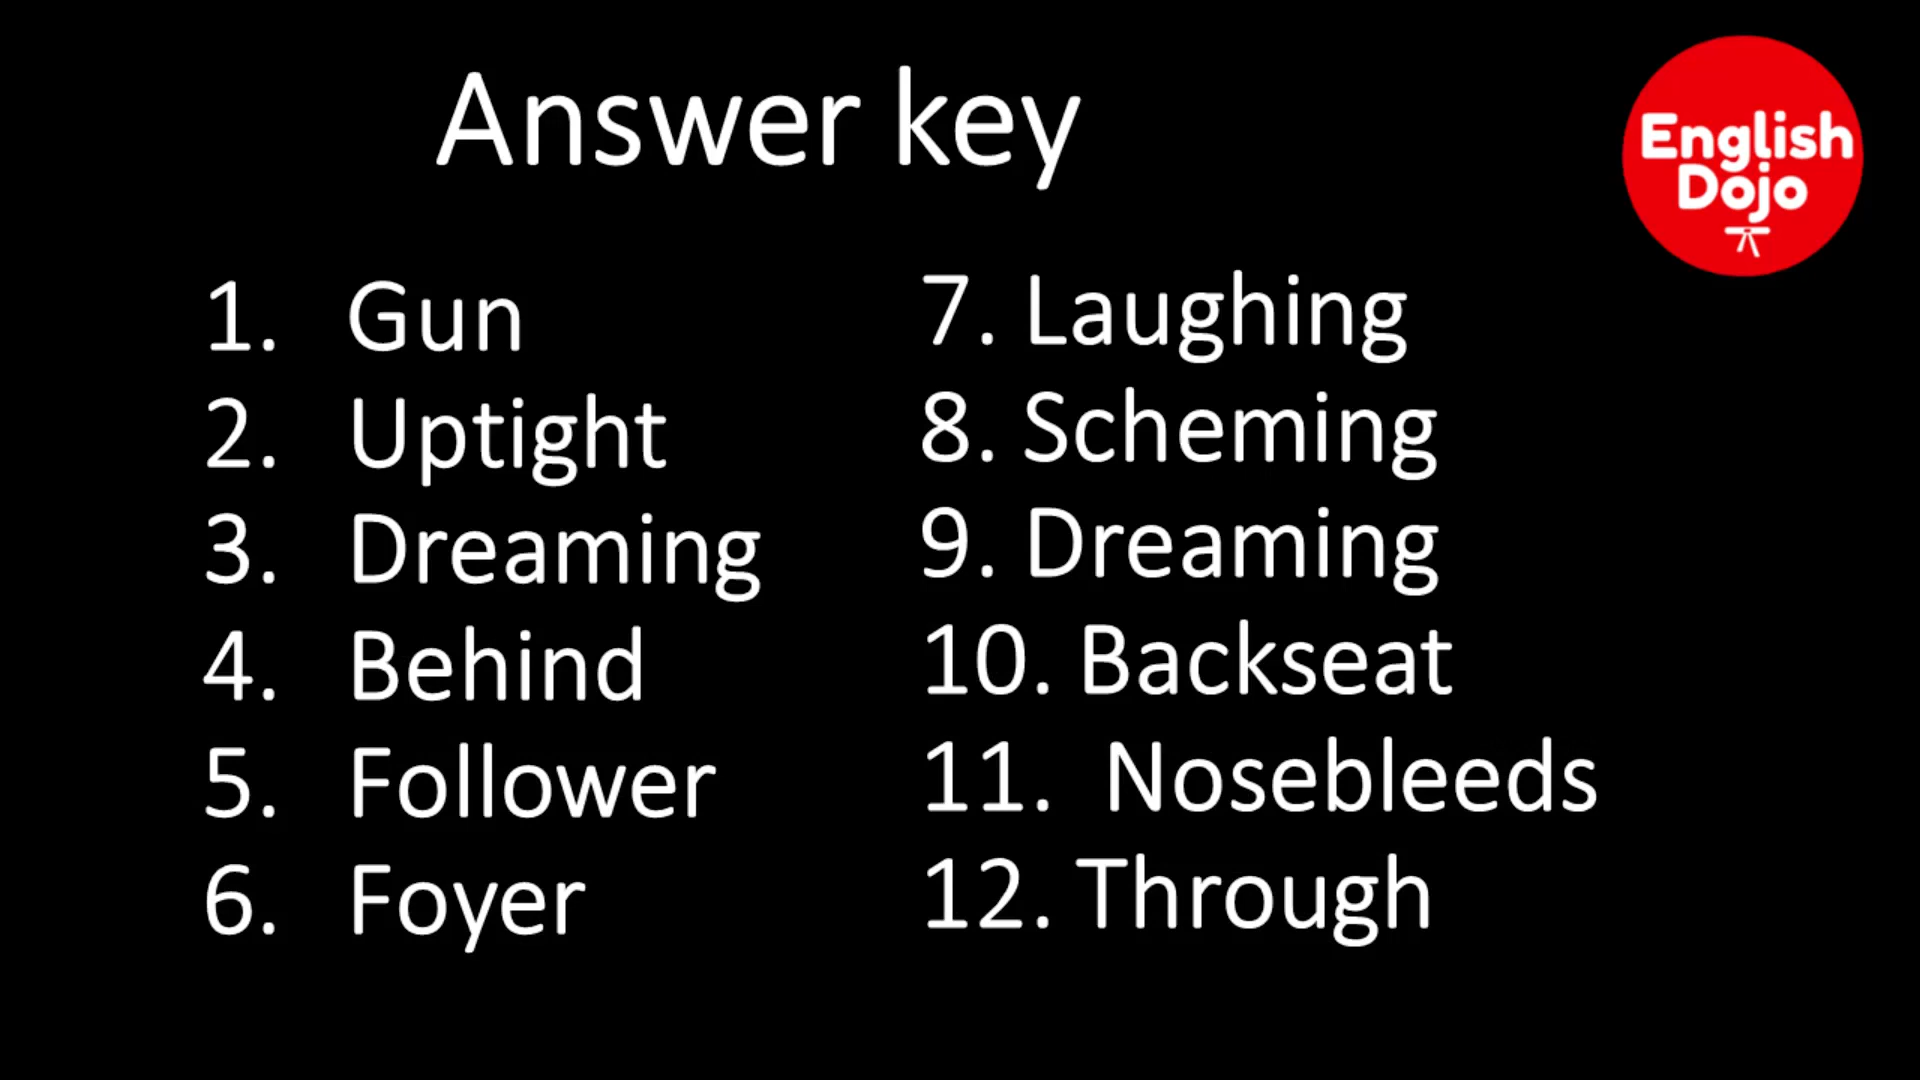 Answer key
English
Dojo
1. Gun
2. Uptight
3. Dreaming
4. Behind
5. Follower
6. Foyer
7. Laughing
8. Scheming
9. Dreaming
10. Backseat
11. Nosebleeds
12. Through